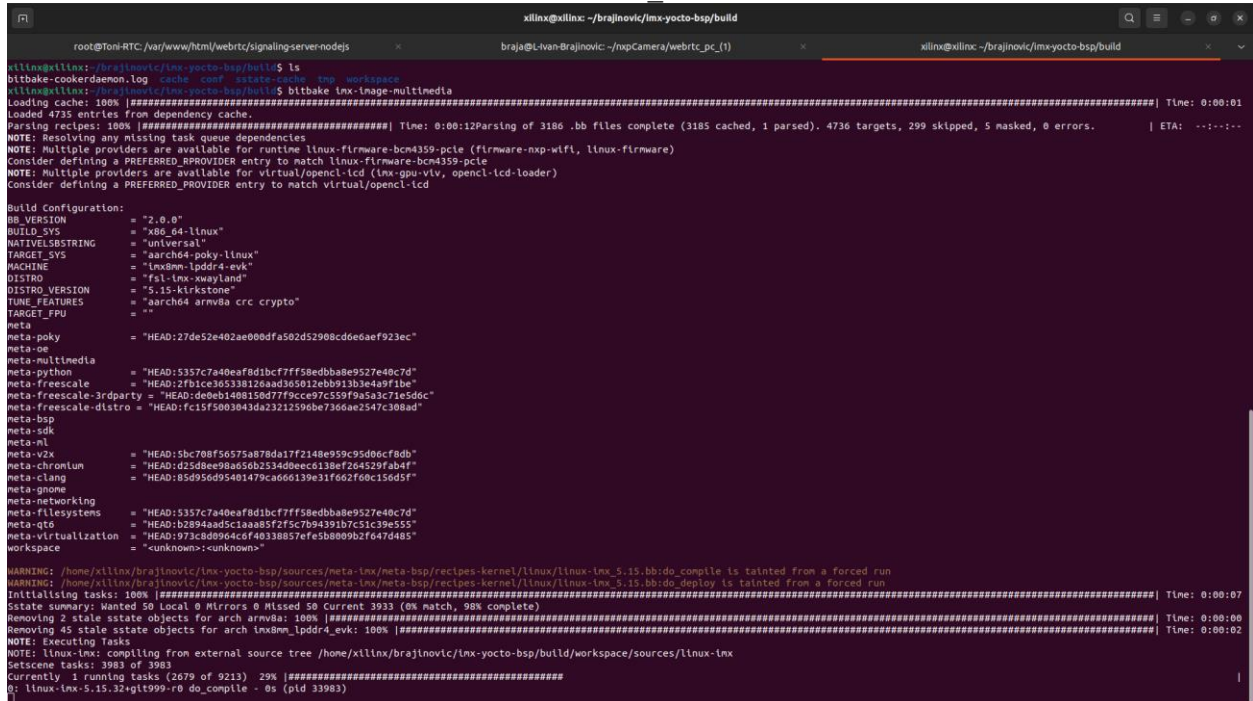 xilinx@xilinx: ~/brajinovic/imx-yocto-bsp/build
root@Toni-RTC: /var/www/html/webrtc/signaling-server-nodejs × braja@L-Ivan-Brajinovic: ~/nxpCamera/webrtc_pc_(1) × xilinx@xilinx: ~/brajinovic/imx-yocto-bsp/build ×
xilinx@xilinx:~/brajinovic/imx-yocto-bsp/build$ ls
bitbake-cookerdaemon.log cache conf sstate-cache tmp workspace
xilinx@xilinx:~/brajinovic/imx-yocto-bsp/build$ bitbake imx-image-multimedia
Loading cache: 100% |####| Time: 0:00:01
Loaded 4735 entries from dependency cache.
Parsing recipes: 100% |####| Time: 0:00:12Parsing of 3186 .bb files complete (3185 cached, 1 parsed). 4736 targets, 299 skipped, 5 masked, 0 errors. | ETA: --:--:--
NOTE: Resolving any missing task queue dependencies
NOTE: Multiple providers are available for runtime linux-firmware-bcm4359-pcie (firmware-nxp-wifi, linux-firmware)
Consider defining a PREFERRED_RPROVIDER entry to match linux-firmware-bcm4359-pcie
NOTE: Multiple providers are available for virtual/opencl-icd (imx-gpu-viv, opencl-icd-loader)
Consider defining a PREFERRED_PROVIDER entry to match virtual/opencl-icd
Build Configuration:
BB_VERSION = "2.0.0"
BUILD_SYS = "x86_64-linux"
NATIVELSBSTRING = "universal"
TARGET_SYS = "aarch64-poky-linux"
MACHINE = "imx8mm-lpddr4-evk"
DISTRO = "fsl-imx-xwayland"
DISTRO_VERSION = "5.15-kirkstone"
TUNE_FEATURES = "aarch64 armv8a crc crypto"
TARGET_FPU = ""
meta
meta-poky = "HEAD:27de52e402ae000dfa502d52908cd6e6aef923ec"
meta-oe
meta-multimedia
meta-python = "HEAD:5357c7a40eaf8d1bcf7ff58edbba8e9527e40c7d"
meta-freescale = "HEAD:2fb1ce365338126aad365012ebb913b3e4a9f1be"
meta-freescale-3rdparty = "HEAD:de0eb1408150d77f9cce97c559f9a5a3c71e5d6c"
meta-freescale-distro = "HEAD:fc15f5003043da23212596be7366ae2547c308ad"
meta-bsp
meta-sdk
meta-ml
meta-v2x = "HEAD:5bc708f56575a878da17f2148e959c95d06cf8db"
meta-chromium = "HEAD:d25d8ee98a656b2534d0eec6138ef264529fab4f"
meta-clang = "HEAD:85d956d95401479ca666139e31f662f60c156d5f"
meta-gnome
meta-networking
meta-filesystems = "HEAD:5357c7a40eaf8d1bcf7ff58edbba8e9527e40c7d"
meta-qt6 = "HEAD:b2894aad5c1aaa85f2f5c7b94391b7c51c39e555"
meta-virtualization = "HEAD:973c8d0964c6f40338857efe5b8009b2f647d485"
workspace = "<unknown>:<unknown>"
WARNING: /home/xilinx/brajinovic/imx-yocto-bsp/sources/meta-imx/meta-bsp/recipes-kernel/linux/linux-imx_5.15.bb:do_compile is tainted from a forced run
WARNING: /home/xilinx/brajinovic/imx-yocto-bsp/sources/meta-imx/meta-bsp/recipes-kernel/linux/linux-imx_5.15.bb:do_deploy is tainted from a forced run
Initialising tasks: 100% |####| Time: 0:00:07
Sstate summary: Wanted 50 Local 0 Mirrors 0 Missed 50 Current 3933 (0% match, 98% complete)
Removing 2 stale sstate objects for arch armv8a: 100% |####| Time: 0:00:00
Removing 45 stale sstate objects for arch imx8mm_lpddr4_evk: 100% |####| Time: 0:00:02
NOTE: Executing Tasks
NOTE: linux-imx: compiling from external source tree /home/xilinx/brajinovic/imx-yocto-bsp/build/workspace/sources/linux-imx
Setscene tasks: 3983 of 3983
Currently 1 running tasks (2679 of 9213) 29% |#### |
0: linux-imx-5.15.32+git999-r0 do_compile - 0s (pid 33983)